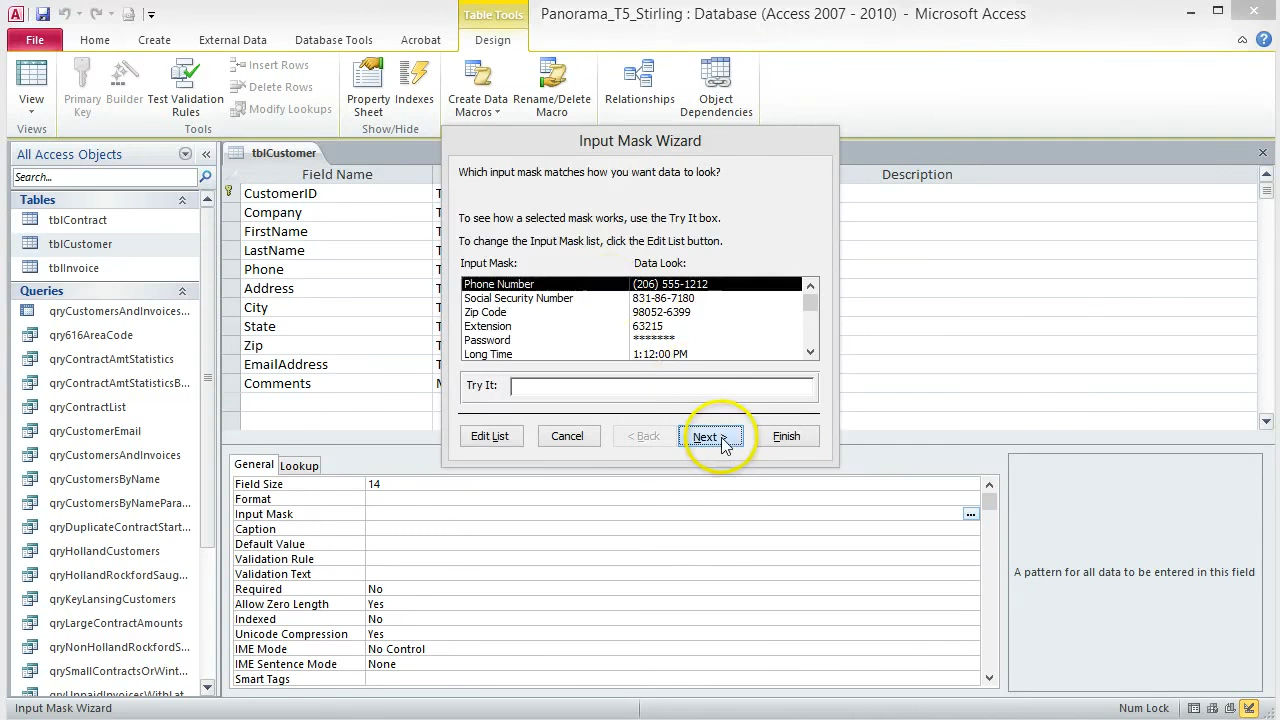 Table Tools
Panorama_T5_Stirling : Database (Access 2007 - 2010) - Microsoft Access
File Home Create External Data Database Tools Acrobat Design
View
Views
Primary Key
Builder
Test Validation Rules
Insert Rows
Delete Rows
Modify Lookups
Tools
Property Sheet
Indexes
Show/Hide
Create Data Macros
Rename/Delete Macro
Relationships
Object Dependencies
All Access Objects
Search...
Tables
tblContract
tblCustomer
tblInvoice
Queries
qryCustomersAndInvoices...
qry616AreaCode
qryContractAmtStatistics
qryContractAmtStatisticsB...
qryContractList
qryCustomerEmail
qryCustomersAndInvoices
qryCustomersByName
qryCustomersByNamePara...
qryDuplicateContractStart...
qryHollandCustomers
qryHollandRockfordSaug...
qryKeyLansingCustomers
qryLargeContractAmounts
qryNonHollandRockfordS...
qrySmallContractsOrWint...
qryUnpaidInvoicesWithLat...
tblCustomer
Field Name
Description
CustomerID
Company
FirstName
LastName
Phone
Address
City
State
Zip
EmailAddress
Comments
Input Mask Wizard
Which input mask matches how you want data to look?
To see how a selected mask works, use the Try It box.
To change the Input Mask list, click the Edit List button.
Input Mask: Data Look:
Phone Number (206) 555-1212
Social Security Number 831-86-7180
Zip Code 98052-6399
Extension 63215
Password *******
Long Time 1:12:00 PM
Try It:
Edit List Cancel < Back Next > Finish
General Lookup
Field Size 14
Format
Input Mask ...
Caption
Default Value
Validation Rule
Validation Text
Required No
Allow Zero Length Yes
Indexed No
Unicode Compression Yes
IME Mode No Control
IME Sentence Mode None
Smart Tags
A pattern for all data to be entered in this field
Input Mask Wizard
Num Lock